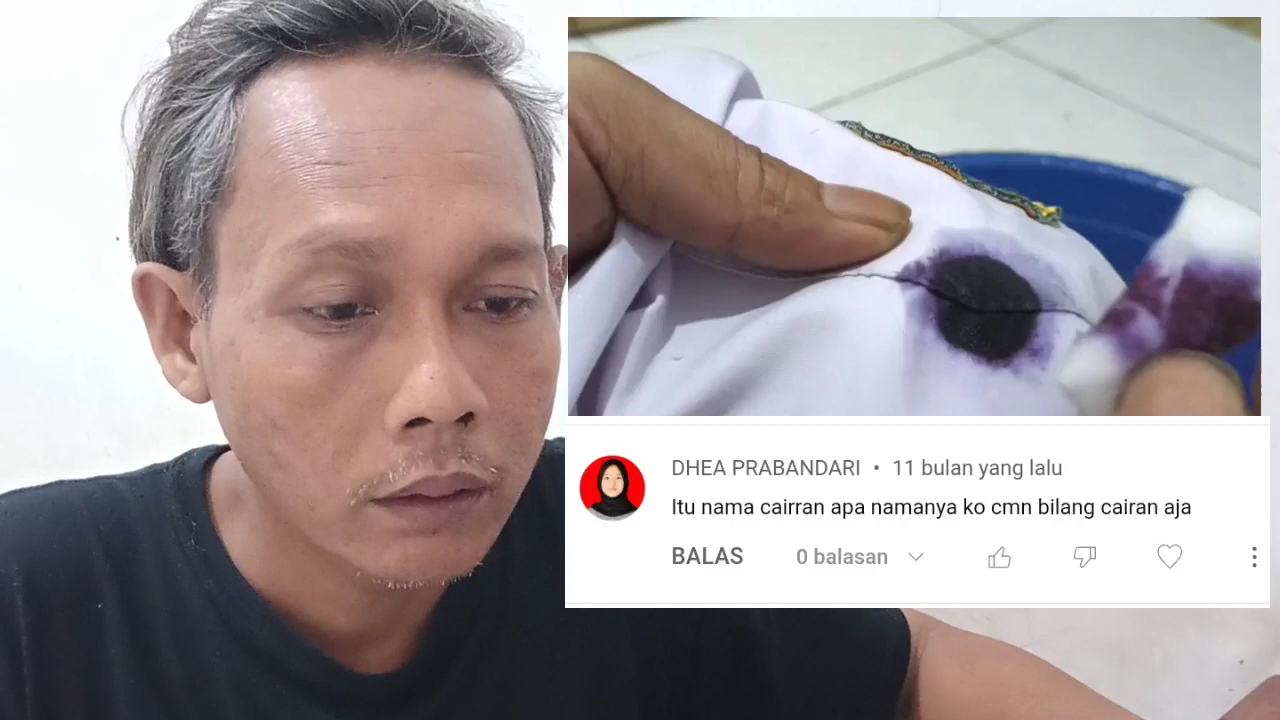 DHEA PRABANDARI • 11 bulan yang lalu
Itu nama cairran apa namanya ko cmn bilang cairan aja
BALAS 0 balasan